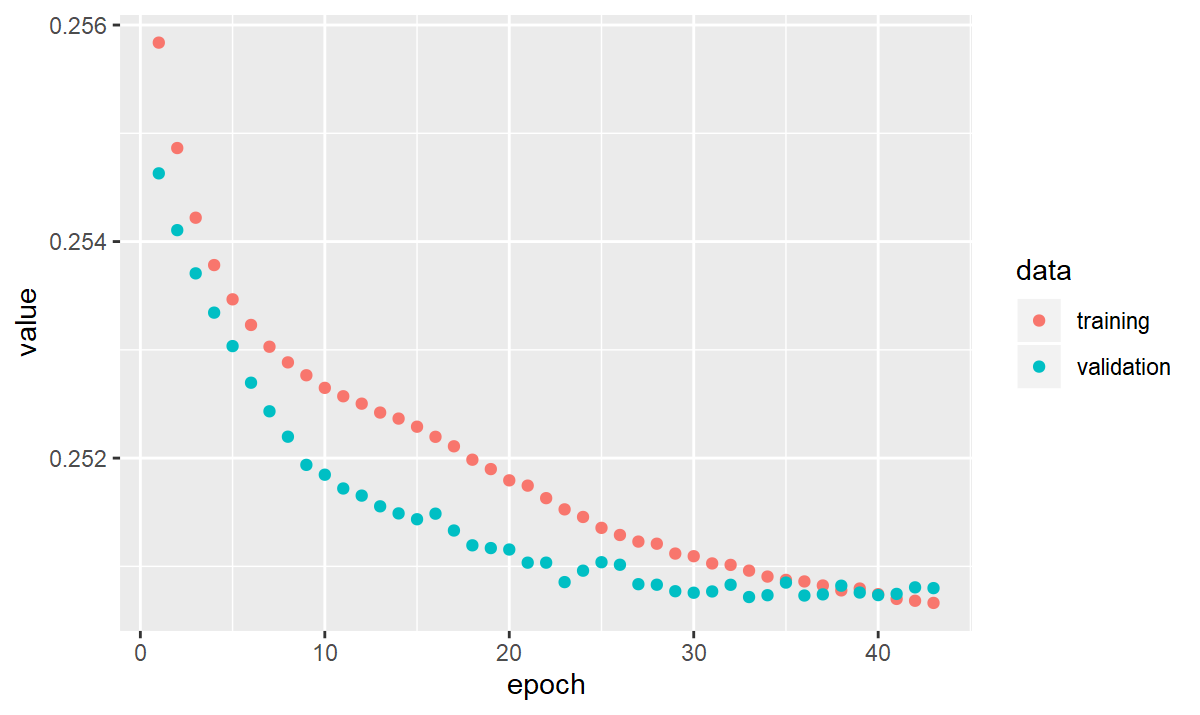 0.256
0.254
0.252
value
0 10 20 30 40
epoch
data
training
validation